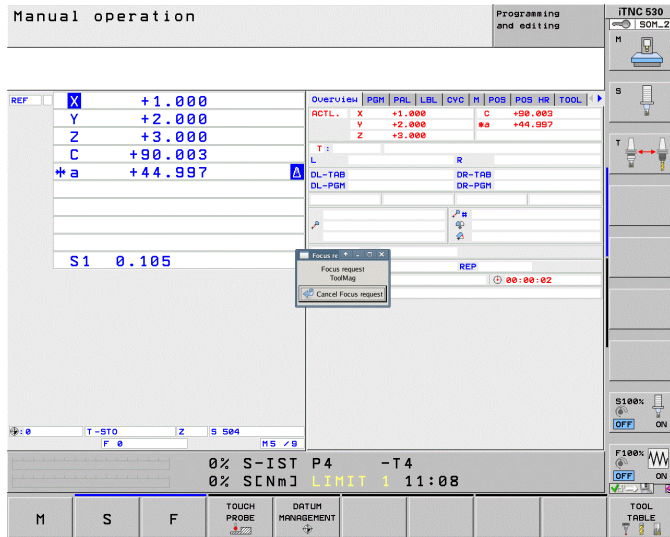 Manual operation
Programming
and editing
iTNC 530
SOM_2
M
S
T
REF X +1.000
Y +2.000
Z +3.000
C +90.003
a +44.997
S1 0.105
Overview PGM PAL LBL CYC M POS POS HR TOOL
ACTL. X +1.000 C +90.003
Y +2.000 *a +44.997
Z +3.000
T :
L R
DL-TAB DR-TAB
DL-PGM DR-PGM
#
REP
00:00:02
Focus re
Focus request
ToolMag
Cancel Focus request
:0 T-STO Z S 504
F 0 M5 /9
0% S-IST P4 -T4
0% S[Nm] LIMIT 1 11:08
S100%
OFF ON
F100%
OFF ON
M
S
F
TOUCH
PROBE
DATUM
MANAGEMENT
TOOL
TABLE